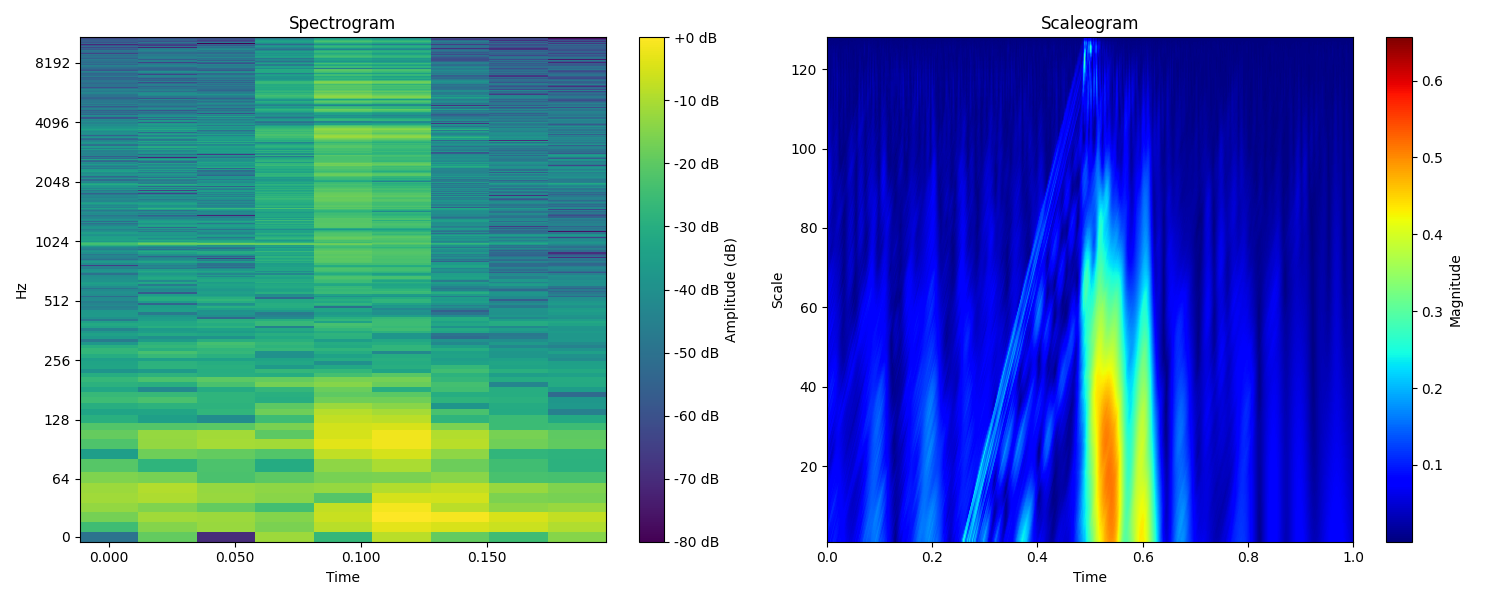 Spectrogram
8192
4096
2048
1024
512
256
128
64
0
Hz
0.000 0.050 0.100 0.150
Time
+0 dB
-10 dB
-20 dB
-30 dB
-40 dB
-50 dB
-60 dB
-70 dB
-80 dB
Amplitude (dB)
Scaleogram
120
100
80
60
40
20
Scale
0.0 0.2 0.4 0.6 0.8 1.0
Time
0.6
0.5
0.4
0.3
0.2
0.1
Magnitude